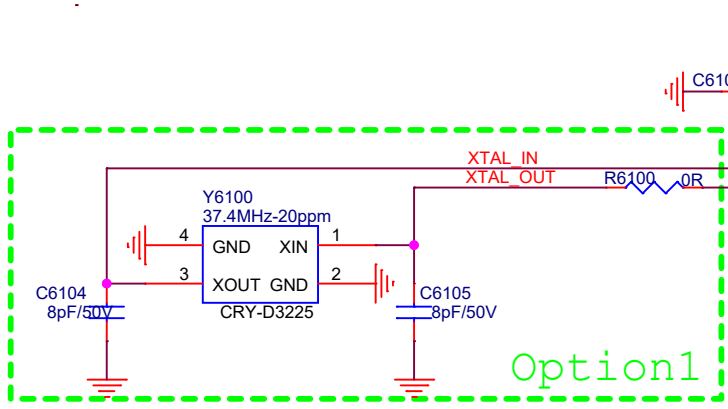 C610
XTAL_IN
XTAL_OUT
R6100
0R
Y6100
37.4MHz-20ppm
4
GND
XIN
1
3
XOUT
GND
2
CRY-D3225
C6104
8pF/50V
C6105
8pF/50V
Option1